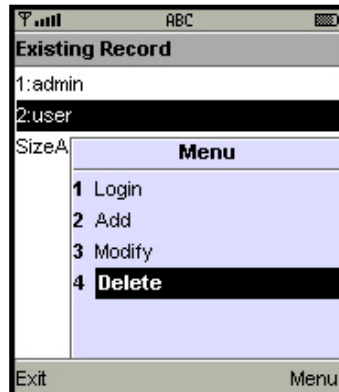 ABC
Existing Record
1:admin
2:user
SizeA
Menu
1 Login
2 Add
3 Modify
4 Delete
Exit Menu